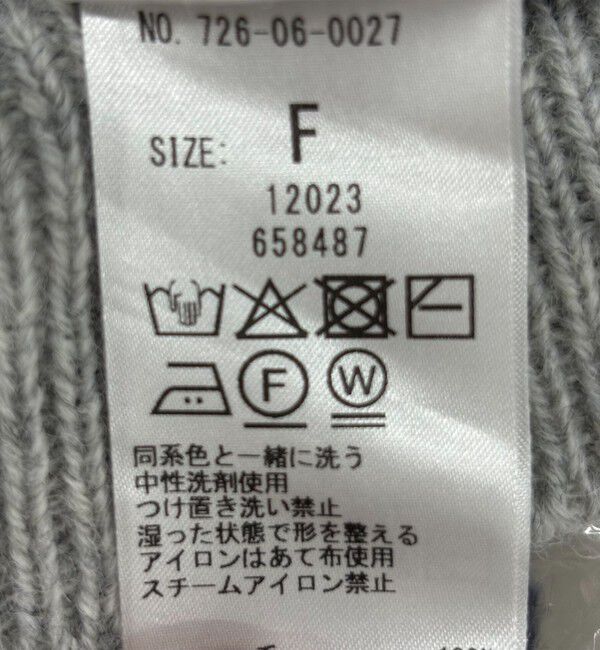 NO. 726-06-0027
SIZE: F
12023
658487
F
W
同系色と一緒に洗う
中性洗剤使用
つけ置き洗い禁止
湿った状態で形を整える
アイロンはあて布使用
スチームアイロン禁止